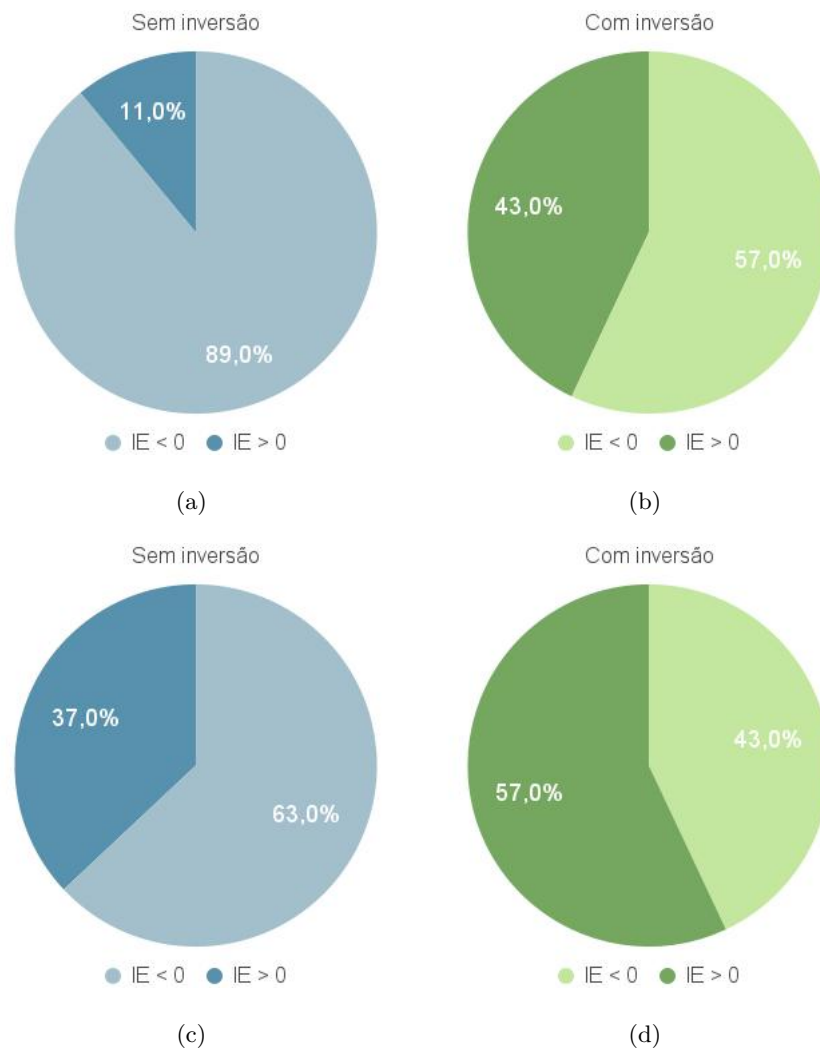 Sem inversão
11,0%
89,0%
IE < 0 IE > 0
(a)
Com inversão
43,0%
57,0%
IE < 0 IE > 0
(b)
Sem inversão
37,0%
63,0%
IE < 0 IE > 0
(c)
Com inversão
43,0%
57,0%
IE < 0 IE > 0
(d)